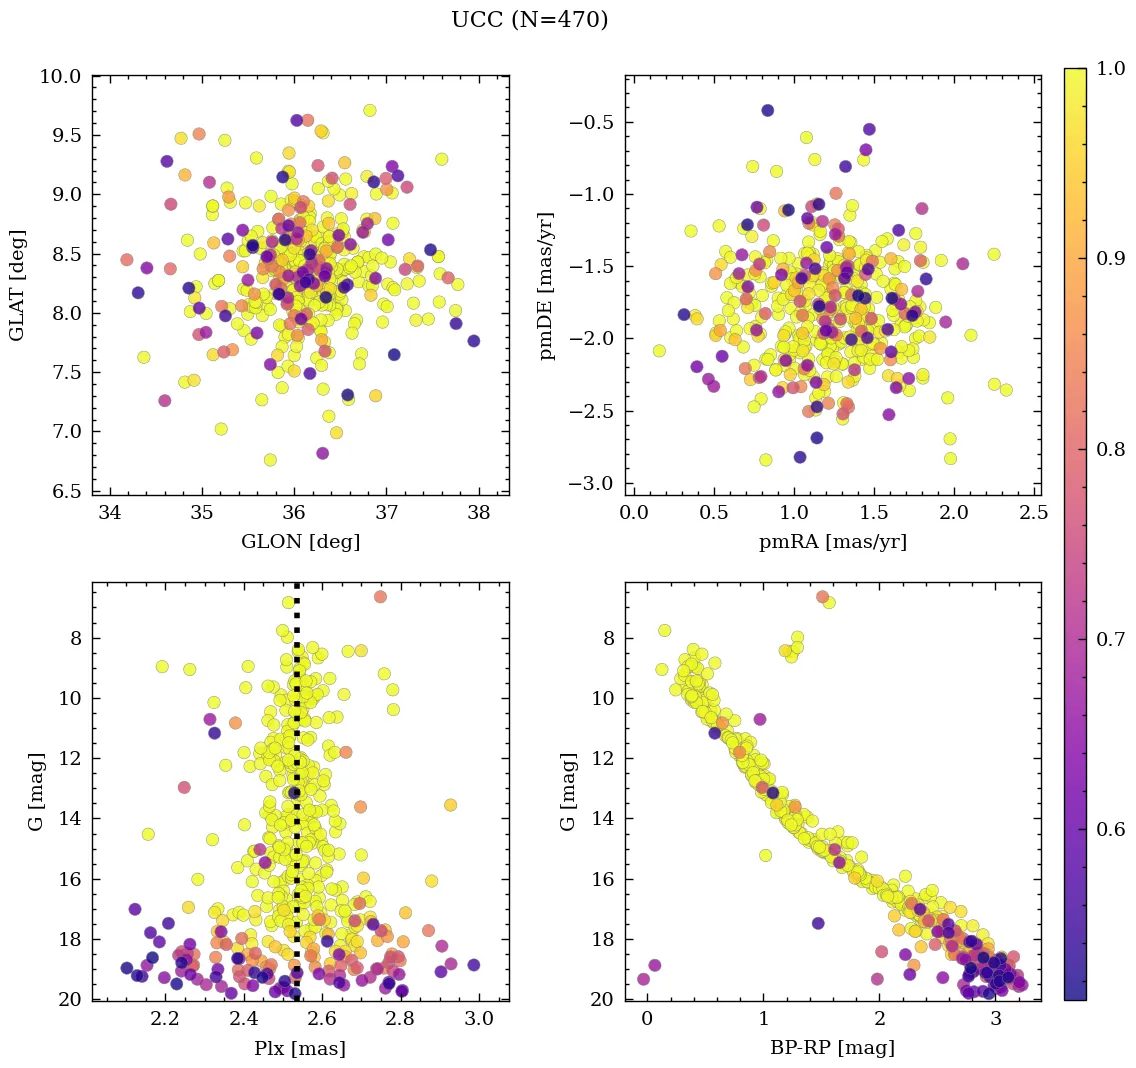 UCC (N=470)
10.0
9.5
9.0
8.5
8.0
7.5
7.0
6.5
GLAT [deg]
34 35 36 37 38
GLON [deg]
−0.5
−1.0
−1.5
−2.0
−2.5
−3.0
pmDE [mas/yr]
0.0 0.5 1.0 1.5 2.0 2.5
pmRA [mas/yr]
1.0
0.9
0.8
0.7
0.6
8
10
12
14
16
18
20
G [mag]
2.2 2.4 2.6 2.8 3.0
Plx [mas]
8
10
12
14
16
18
20
G [mag]
0 1 2 3
BP-RP [mag]